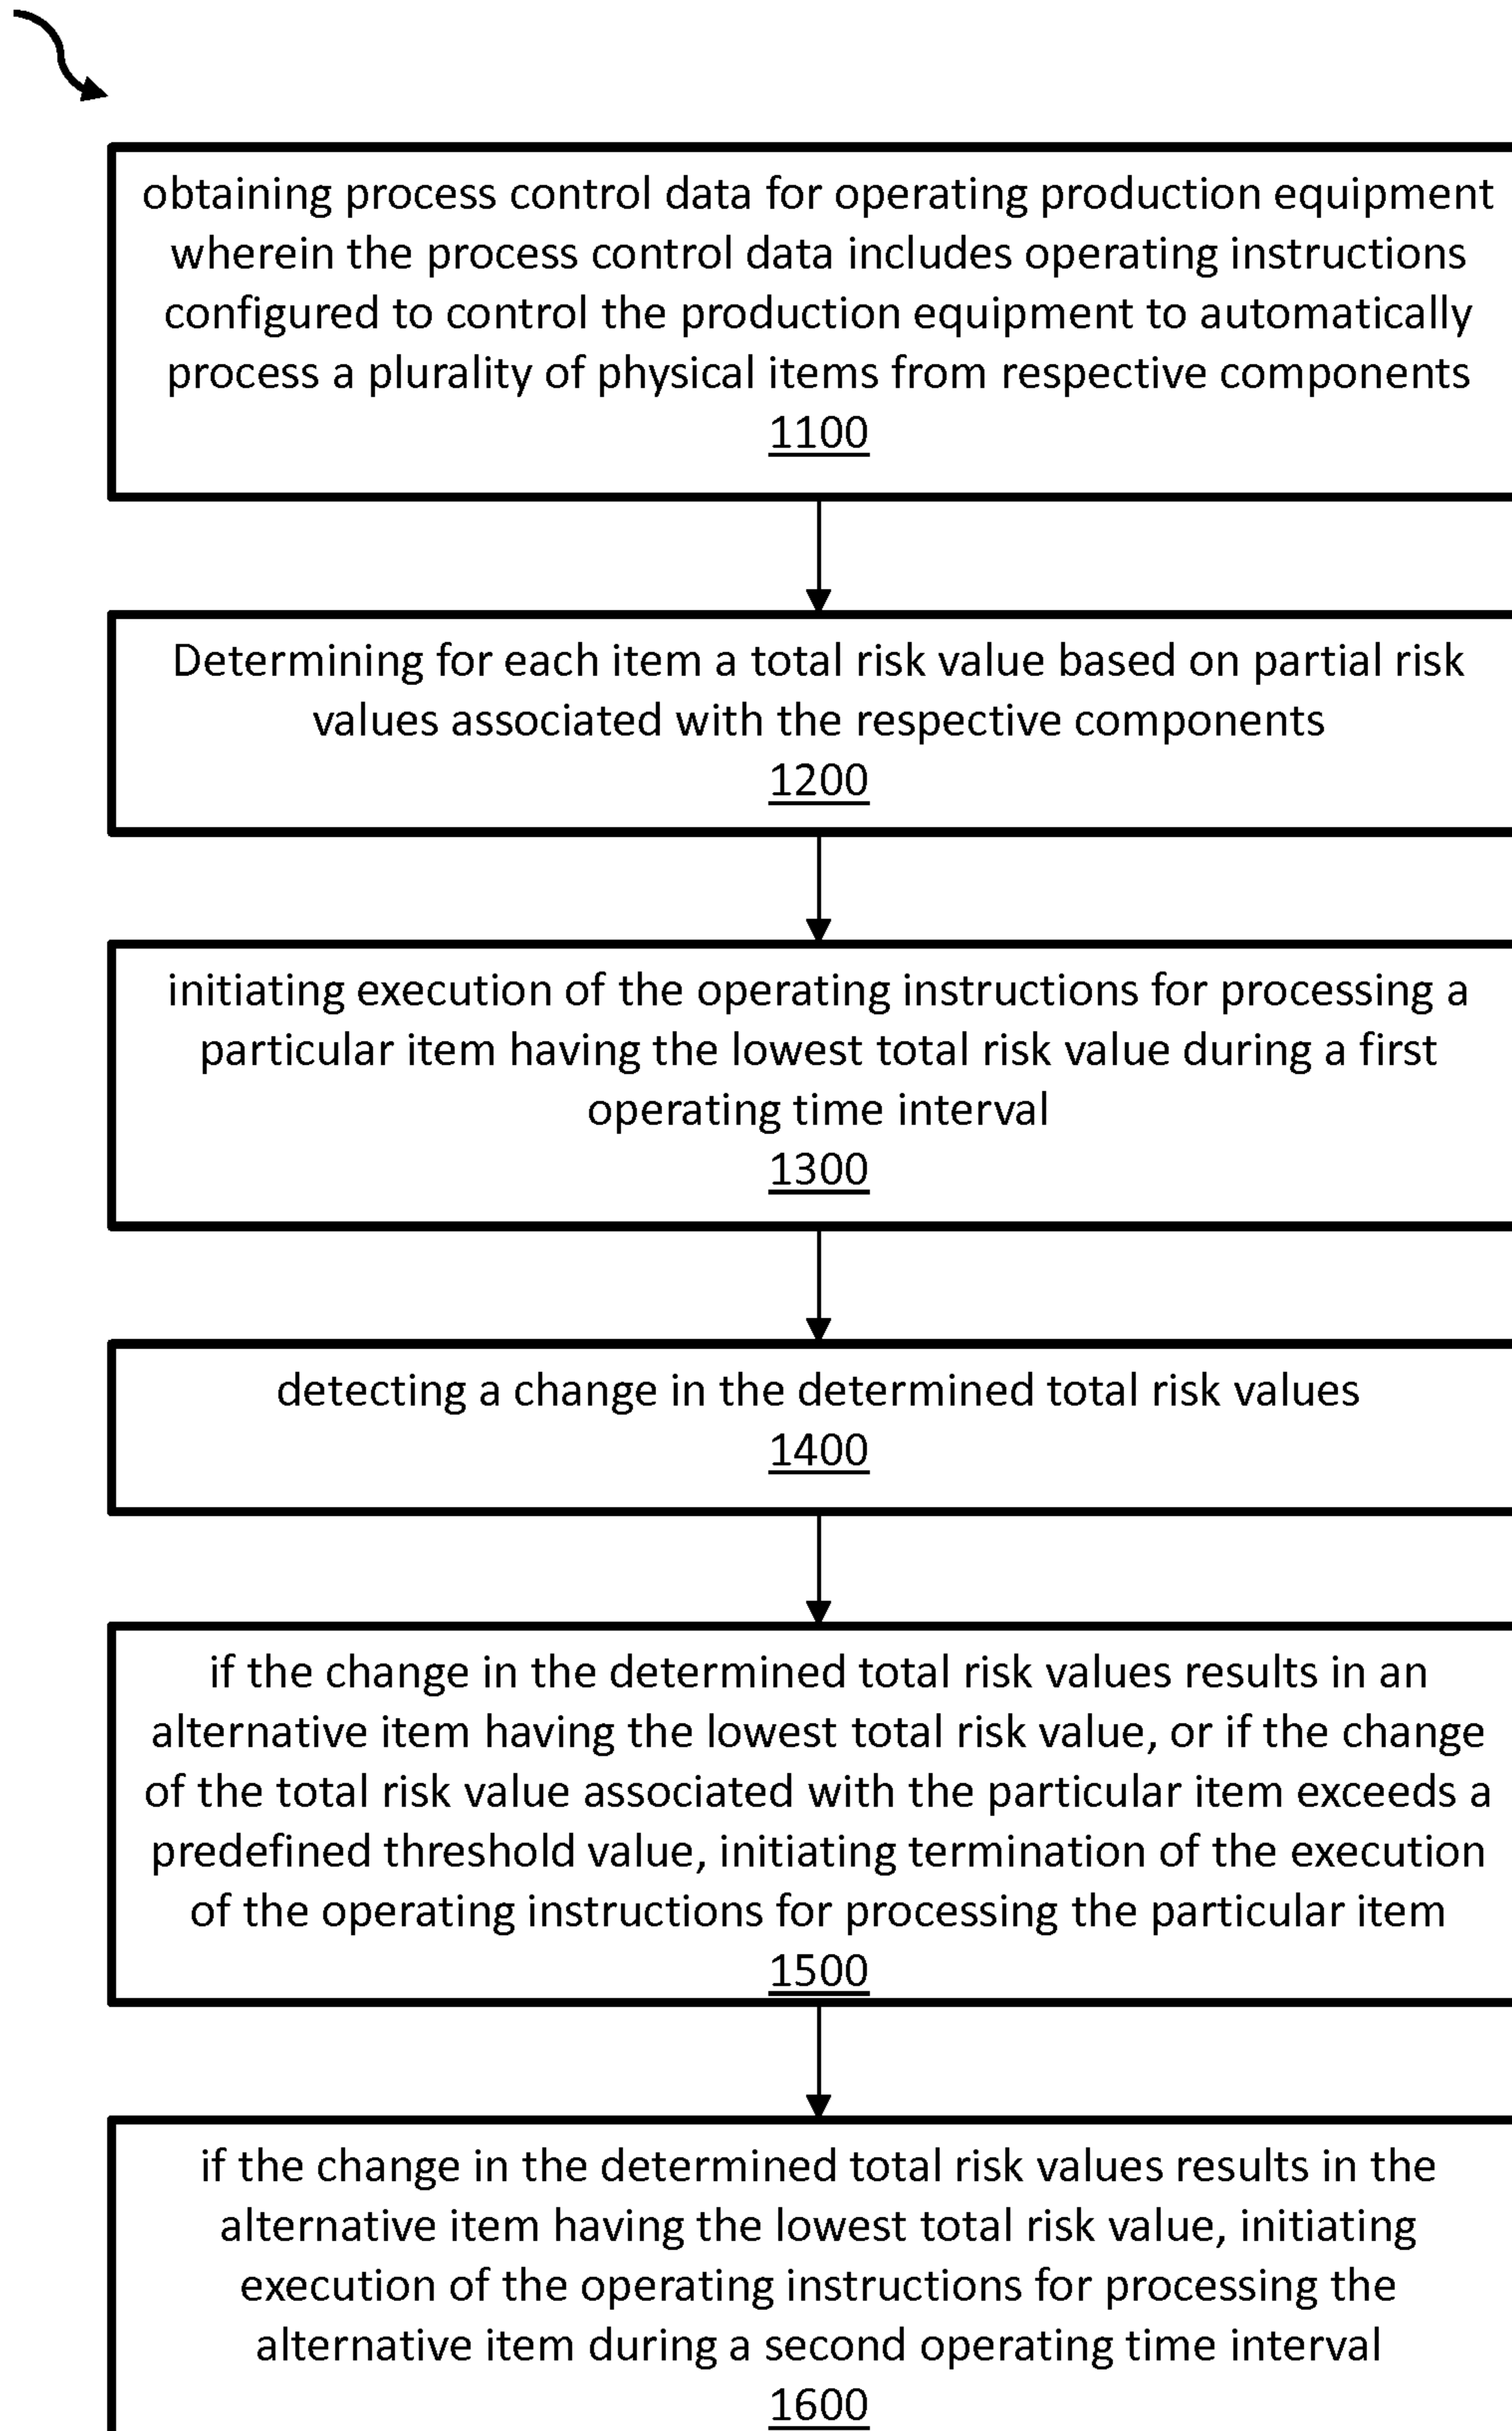 obtaining process control data for operating production equipment
wherein the process control data includes operating instructions
configured to control the production equipment to automatically
process a plurality of physical items from respective components
1100
Determining for each item a total risk value based on partial risk
values associated with the respective components
1200
initiating execution of the operating instructions for processing a
particular item having the lowest total risk value during a first
operating time interval
1300
detecting a change in the determined total risk values
1400
if the change in the determined total risk values results in an
alternative item having the lowest total risk value, or if the change
of the total risk value associated with the particular item exceeds a
predefined threshold value, initiating termination of the execution
of the operating instructions for processing the particular item
1500
if the change in the determined total risk values results in the
alternative item having the lowest total risk value, initiating
execution of the operating instructions for processing the
alternative item during a second operating time interval
1600